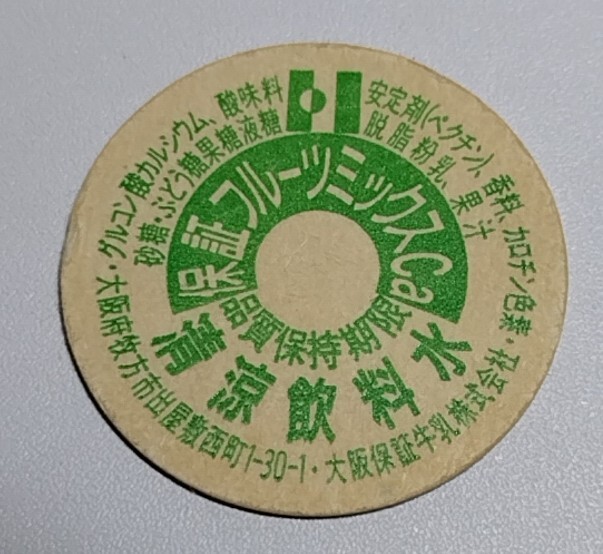 砂糖・ぶどう糖果糖液糖
脱脂粉乳、果汁
グルコン酸カルシウム、酸味料
安定剤(ペクチン)、香料、カロチン色素・
保証フルーツミックスCa
品質保持期限
清涼飲料水
大阪府枚方市出屋敷西町1-30-1・大阪保証牛乳株式会社